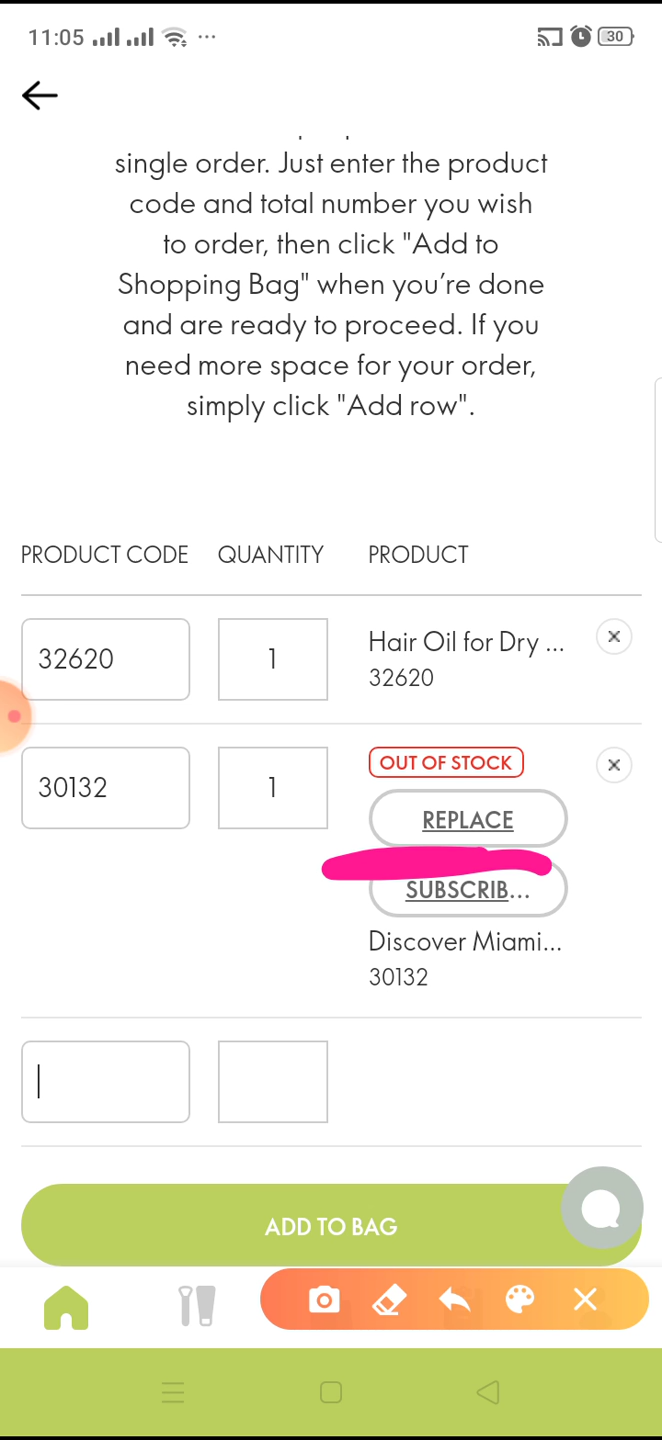 11:05
30
single order. Just enter the product
code and total number you wish
to order, then click "Add to
Shopping Bag" when you’re done
and are ready to proceed. If you
need more space for your order,
simply click "Add row".
PRODUCT CODE QUANTITY PRODUCT
32620 1 Hair Oil for Dry ...
32620
30132 1 OUT OF STOCK
REPLACE
SUBSCRIB...
Discover Miami...
30132
ADD TO BAG